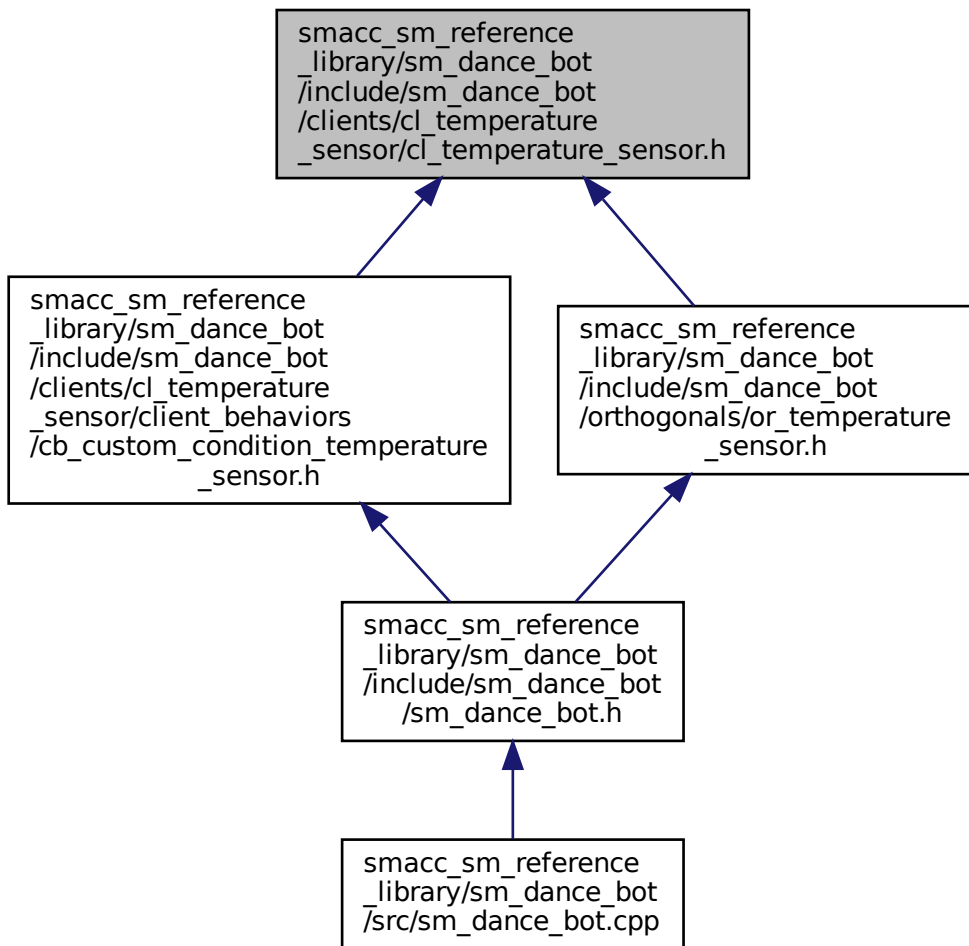 smacc_sm_reference
_library/sm_dance_bot
/include/sm_dance_bot
/clients/cl_temperature
_sensor/cl_temperature_sensor.h
smacc_sm_reference
_library/sm_dance_bot
/include/sm_dance_bot
/clients/cl_temperature
_sensor/client_behaviors
/cb_custom_condition_temperature
_sensor.h
smacc_sm_reference
_library/sm_dance_bot
/include/sm_dance_bot
/orthogonals/or_temperature
_sensor.h
smacc_sm_reference
_library/sm_dance_bot
/include/sm_dance_bot
/sm_dance_bot.h
smacc_sm_reference
_library/sm_dance_bot
/src/sm_dance_bot.cpp